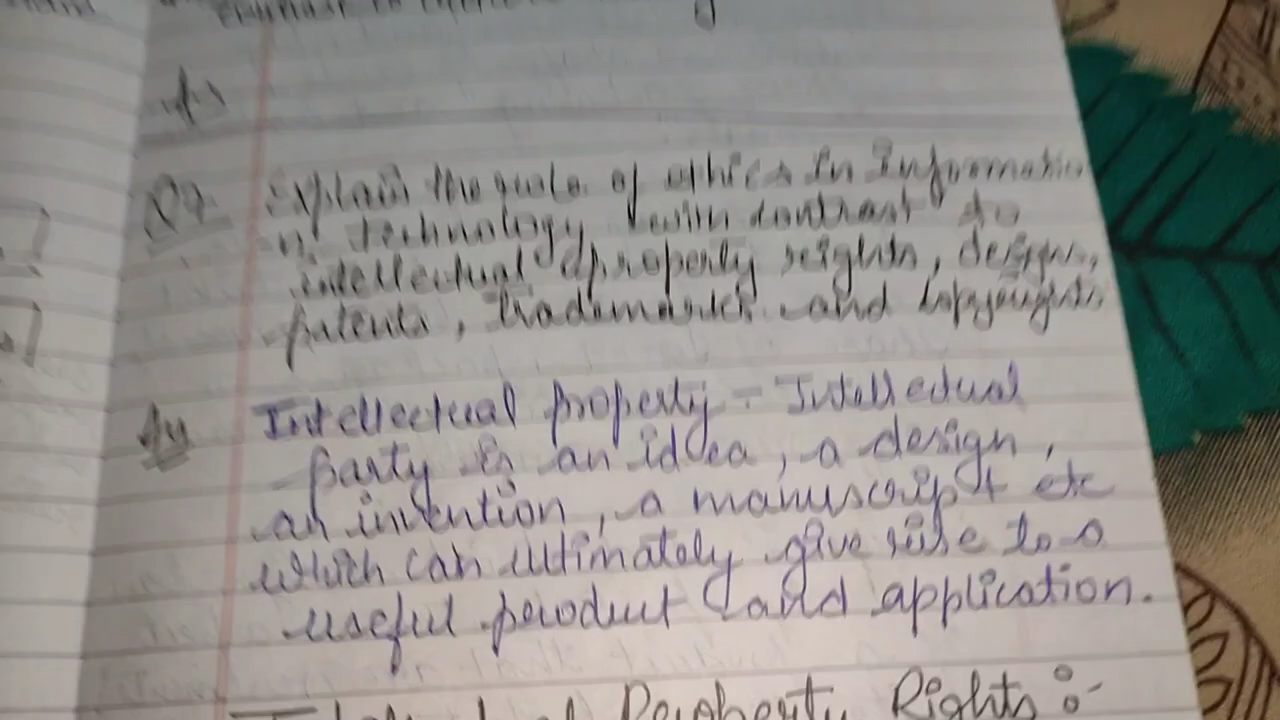 Explain the role of ethics in Information
technology with contrast to
intellectual property rights, design,
patents, trademarks and copyrights
Ans Intellectual property - Intellectual
party is an idea, a design,
an invention, a manuscript etc
which can ultimately give rise to a
useful product and application.
Property Rights :-